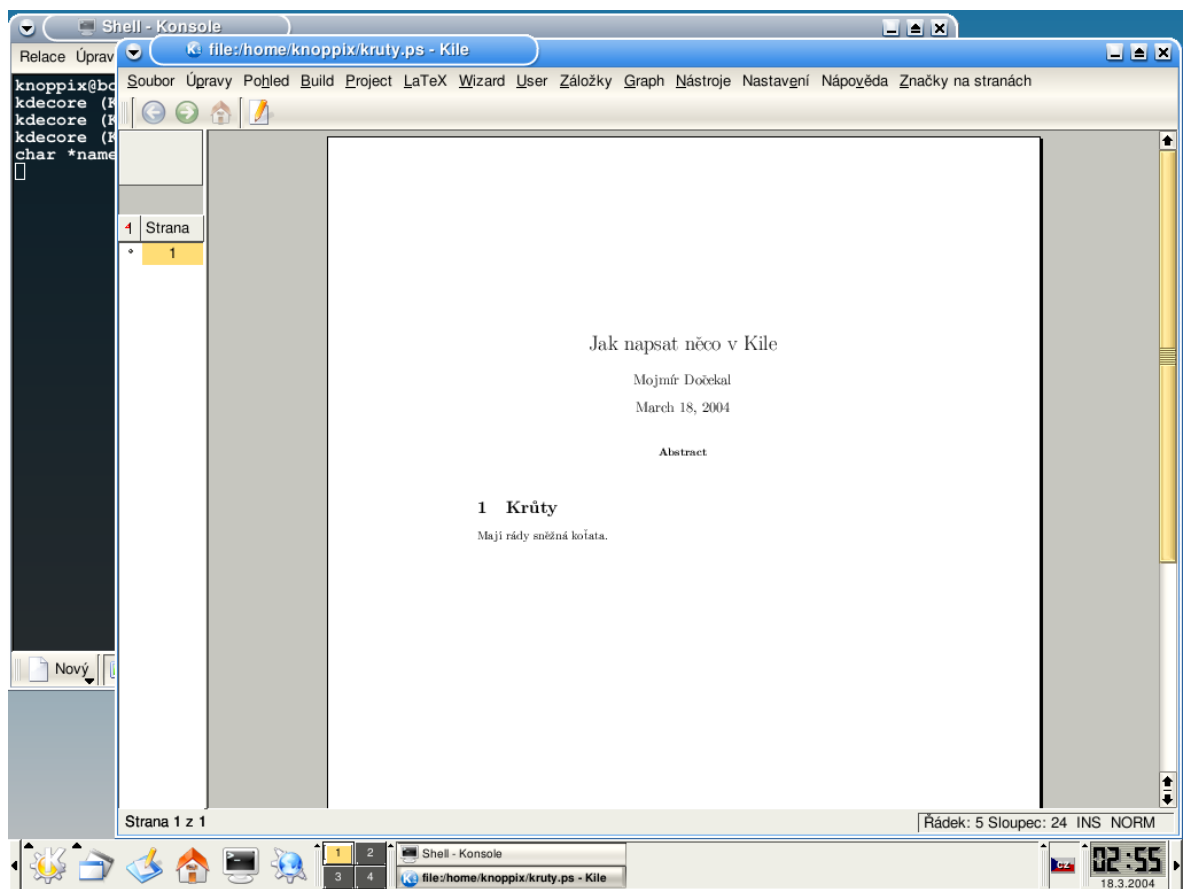 Shell - Konsole
Relace Úprav
knoppix@bo
kdecore (K
kdecore (K
kdecore (K
char *name
Nový
file:/home/knoppix/kruty.ps - Kile
Soubor Úpravy Pohled Build Project LaTeX Wizard User Záložky Graph Nástroje Nastavení Nápověda Značky na stranách
Strana
1
Jak napsat něco v Kile
Mojmír Dočekal
March 18, 2004
Abstract
1 Krůty
Mají rády sněžná koťata.
Strana 1 z 1
Řádek: 5 Sloupec: 24 INS NORM
1 2
3 4
Shell - Konsole
file:/home/knoppix/kruty.ps - Kile
CZ
02:55
18.3.2004